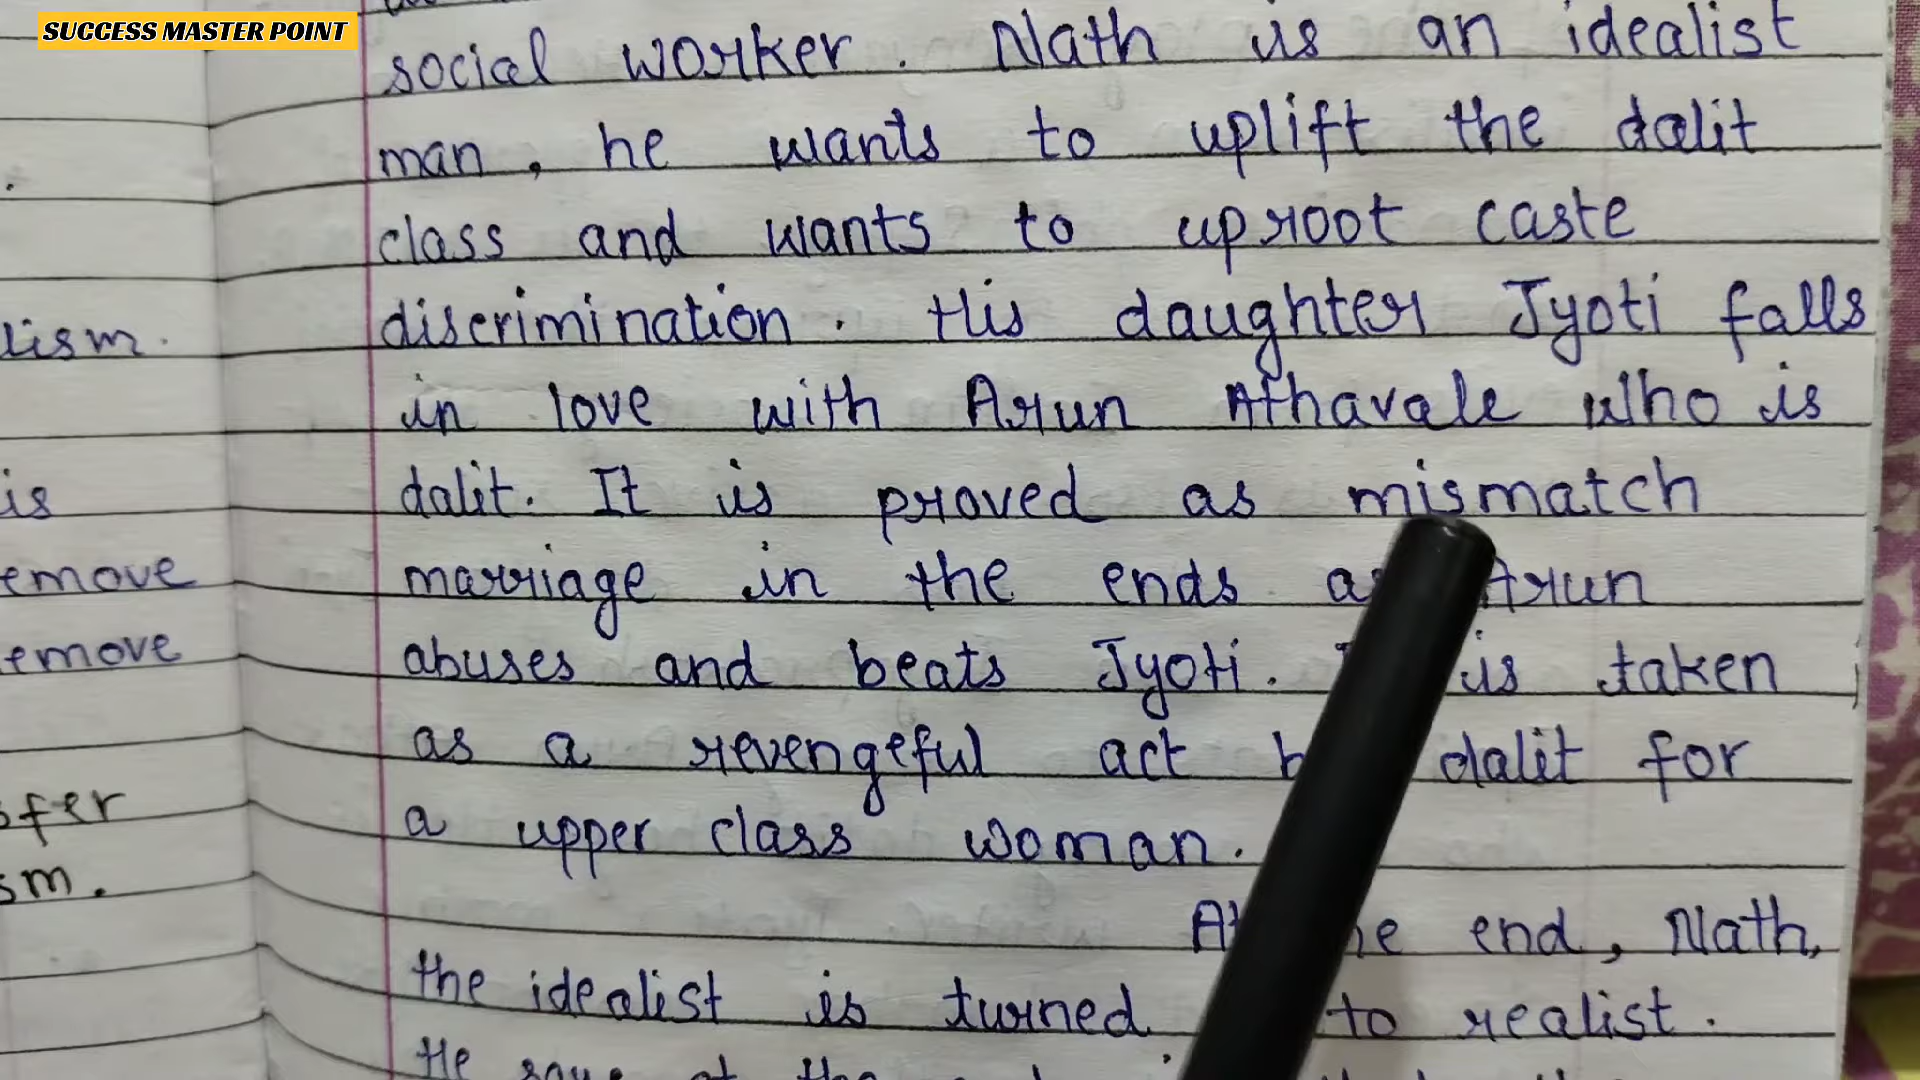 SUCCESS MASTER POINT
social worker. Nath is an idealist
man, he wants to uplift the dalit
class and wants to uproot caste
discrimination. His daughter Jyoti falls
lism.
in love with Arun Athavale who is
dalit. It is proved as mismatch
is
marriage in the ends Arun
emove
abuses and beats Jyoti. is taken
emove
as a revengeful act dalit for
a upper class woman.
ofer
sm.
end, Nath,
the idealist is turned to realist.
He